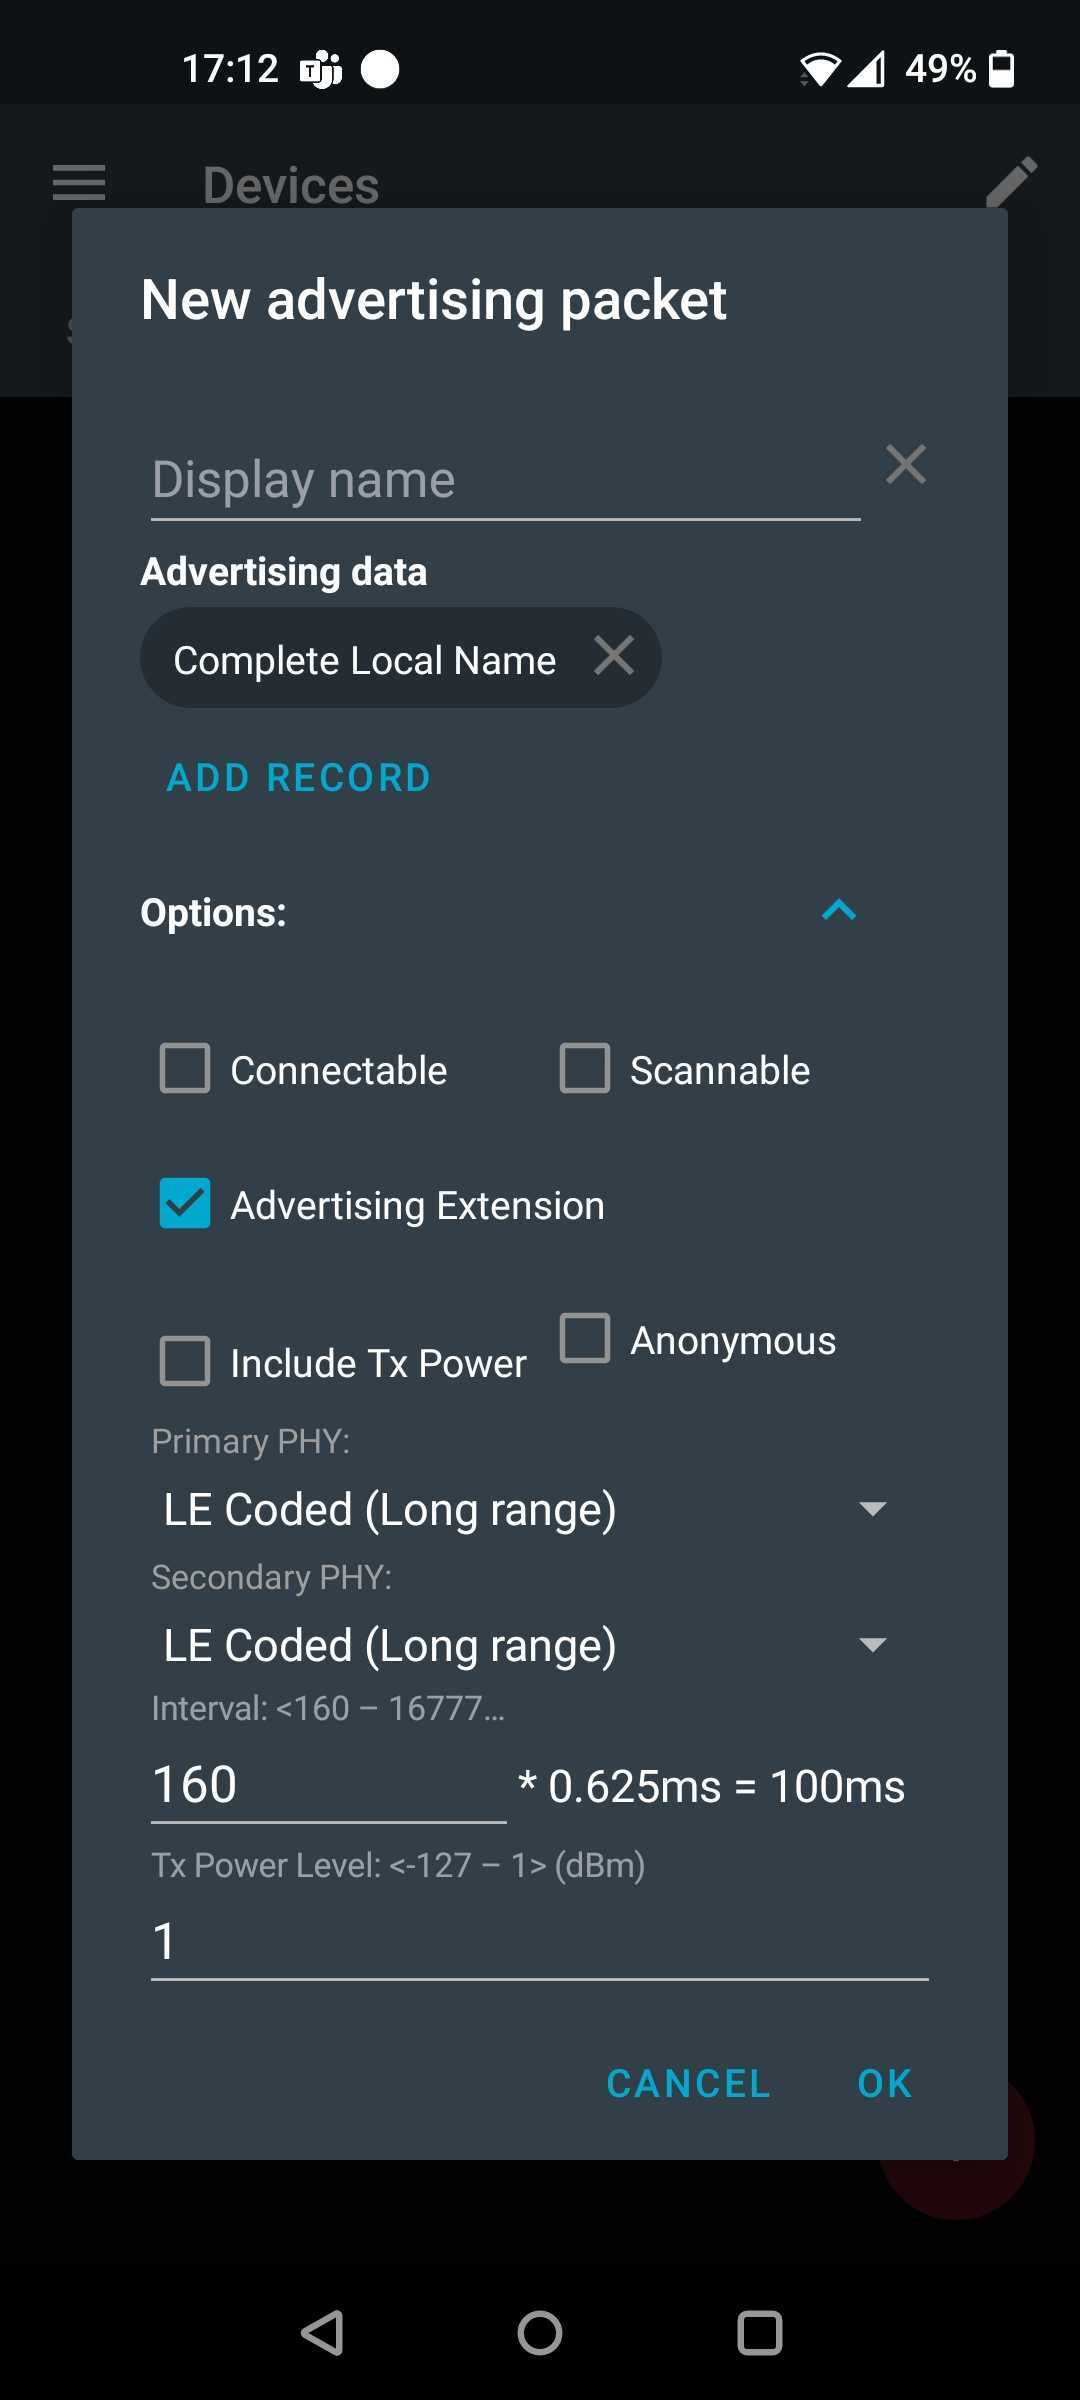 17:12
49%
Devices
New advertising packet
Display name
Advertising data
Complete Local Name
ADD RECORD
Options:
Connectable
Scannable
Advertising Extension
Include Tx Power
Anonymous
Primary PHY:
LE Coded (Long range)
Secondary PHY:
LE Coded (Long range)
Interval: <160 – 16777…
160 * 0.625ms = 100ms
Tx Power Level: <-127 – 1> (dBm)
1
CANCEL OK